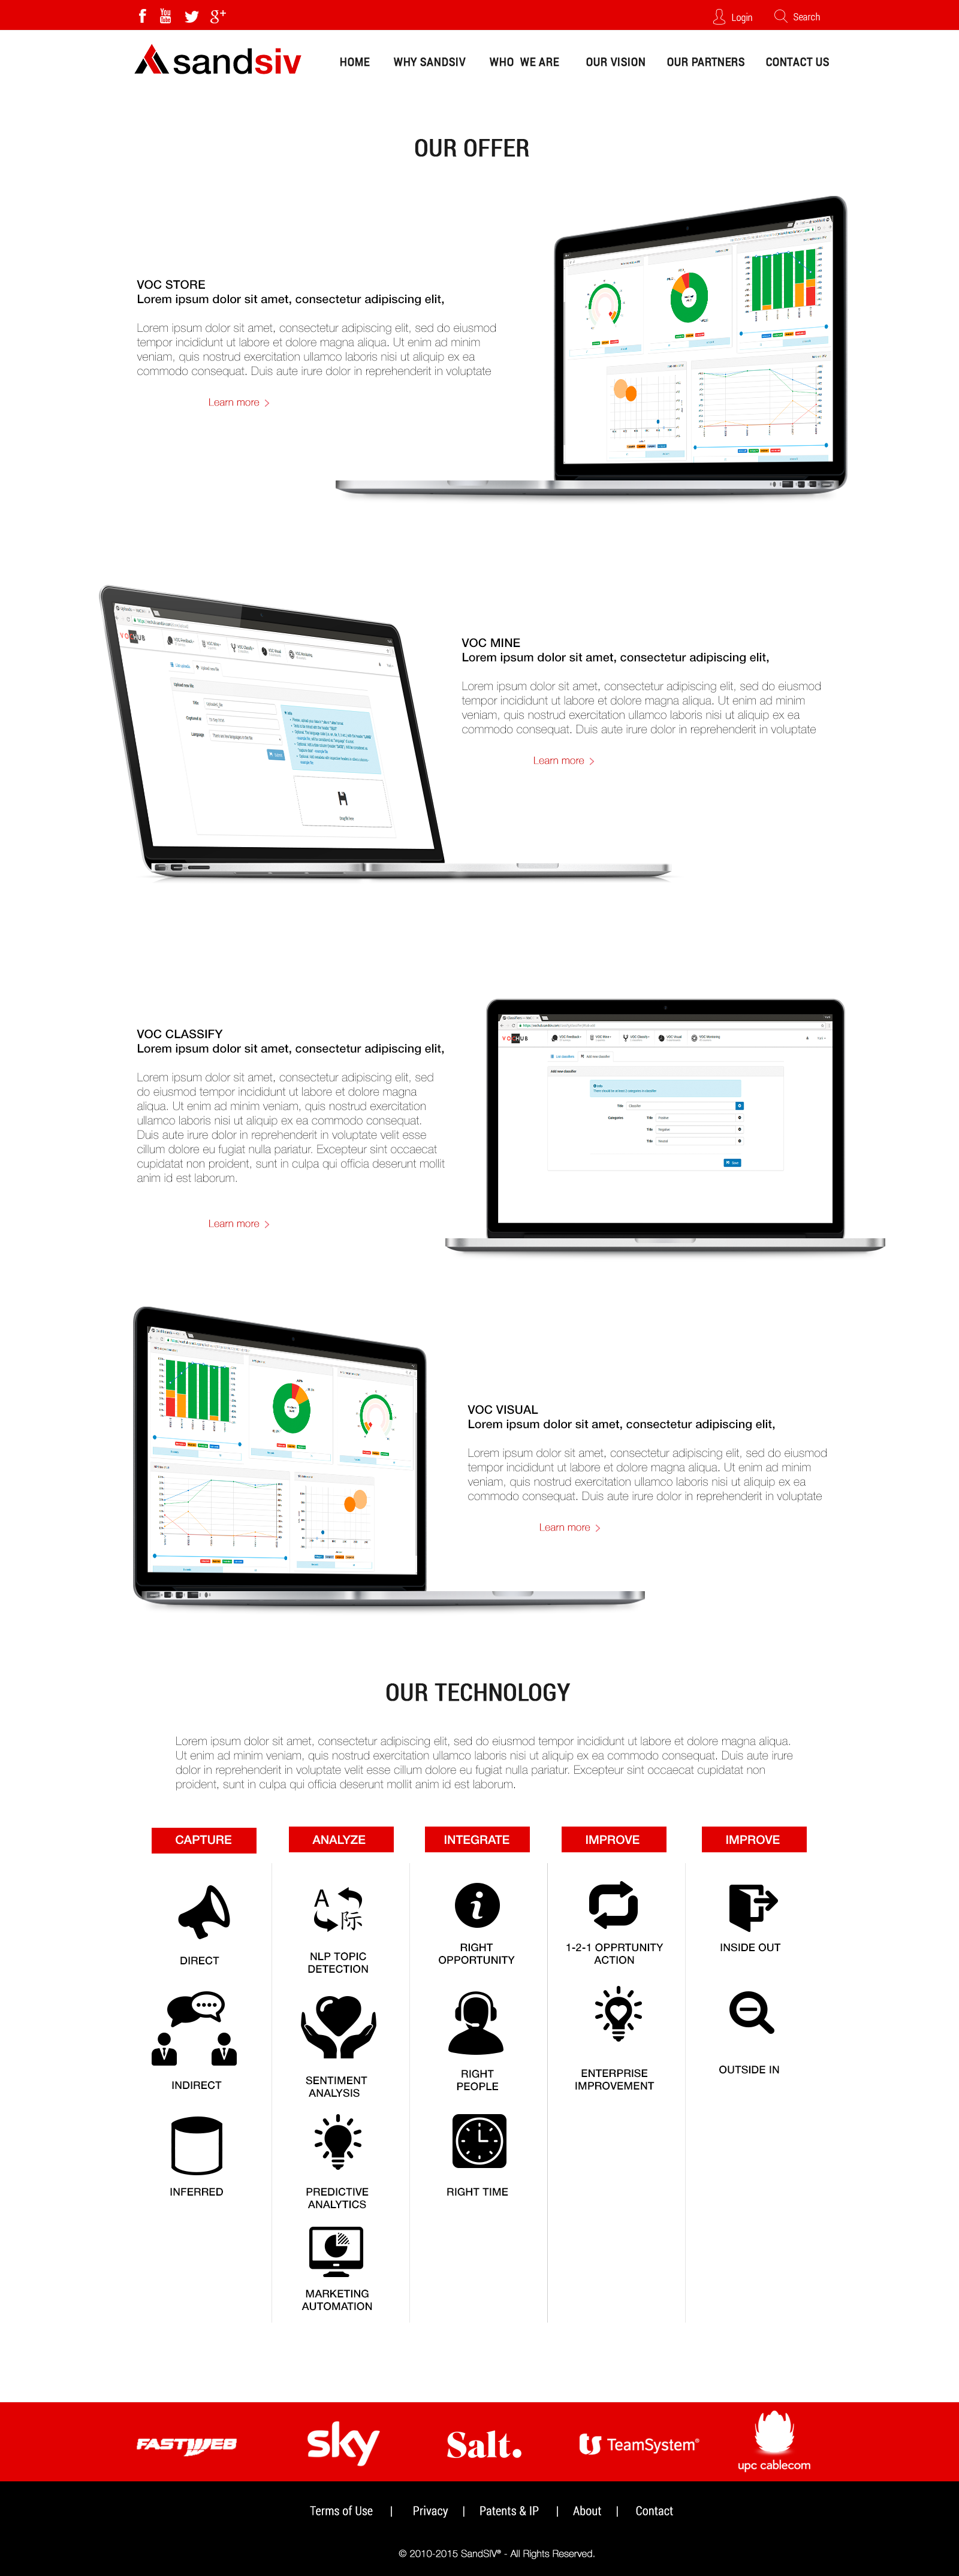 Login
Search
sandsiv
HOME WHY SANDSIV WHO WE ARE OUR VISION OUR PARTNERS CONTACT US
OUR OFFER
VOC STORE
Lorem ipsum dolor sit amet, consectetur adipiscing elit,
Lorem ipsum dolor sit amet, consectetur adipiscing elit, sed do eiusmod
tempor incididunt ut labore et dolore magna aliqua. Ut enim ad minim
veniam, quis nostrud exercitation ullamco laboris nisi ut aliquip ex ea
commodo consequat. Duis aute irure dolor in reprehenderit in voluptate
Learn more >
VOC MINE
Lorem ipsum dolor sit amet, consectetur adipiscing elit,
Lorem ipsum dolor sit amet, consectetur adipiscing elit, sed do eiusmod
tempor incididunt ut labore et dolore magna aliqua. Ut enim ad minim
veniam, quis nostrud exercitation ullamco laboris nisi ut aliquip ex ea
commodo consequat. Duis aute irure dolor in reprehenderit in voluptate
Learn more >
VOC CLASSIFY
Lorem ipsum dolor sit amet, consectetur adipiscing elit,
Lorem ipsum dolor sit amet, consectetur adipiscing elit, sed
do eiusmod tempor incididunt ut labore et dolore magna
aliqua. Ut enim ad minim veniam, quis nostrud exercitation
ullamco laboris nisi ut aliquip ex ea commodo consequat.
Duis aute irure dolor in reprehenderit in voluptate velit esse
cillum dolore eu fugiat nulla pariatur. Excepteur sint occaecat
cupidatat non proident, sunt in culpa qui officia deserunt mollit
anim id est laborum.
Learn more >
VOC VISUAL
Lorem ipsum dolor sit amet, consectetur adipiscing elit,
Lorem ipsum dolor sit amet, consectetur adipiscing elit, sed do eiusmod
tempor incididunt ut labore et dolore magna aliqua. Ut enim ad minim
veniam, quis nostrud exercitation ullamco laboris nisi ut aliquip ex ea
commodo consequat. Duis aute irure dolor in reprehenderit in voluptate
Learn more >
OUR TECHNOLOGY
Lorem ipsum dolor sit amet, consectetur adipiscing elit, sed do eiusmod tempor incididunt ut labore et dolore magna aliqua.
Ut enim ad minim veniam, quis nostrud exercitation ullamco laboris nisi ut aliquip ex ea commodo consequat. Duis aute irure
dolor in reprehenderit in voluptate velit esse cillum dolore eu fugiat nulla pariatur. Excepteur sint occaecat cupidatat non
proident, sunt in culpa qui officia deserunt mollit anim id est laborum.
CAPTURE
DIRECT
INDIRECT
INFERRED
ANALYZE
A
际
NLP TOPIC
DETECTION
SENTIMENT
ANALYSIS
PREDICTIVE
ANALYTICS
MARKETING
AUTOMATION
INTEGRATE
RIGHT
OPPORTUNITY
RIGHT
PEOPLE
RIGHT TIME
IMPROVE
1-2-1 OPPRTUNITY
ACTION
ENTERPRISE
IMPROVEMENT
IMPROVE
INSIDE OUT
OUTSIDE IN
FASTWEB
sky
Salt.
TeamSystem®
upc cablecom
Terms of Use | Privacy | Patents & IP | About | Contact
© 2010-2015 SandSIV® - All Rights Reserved.